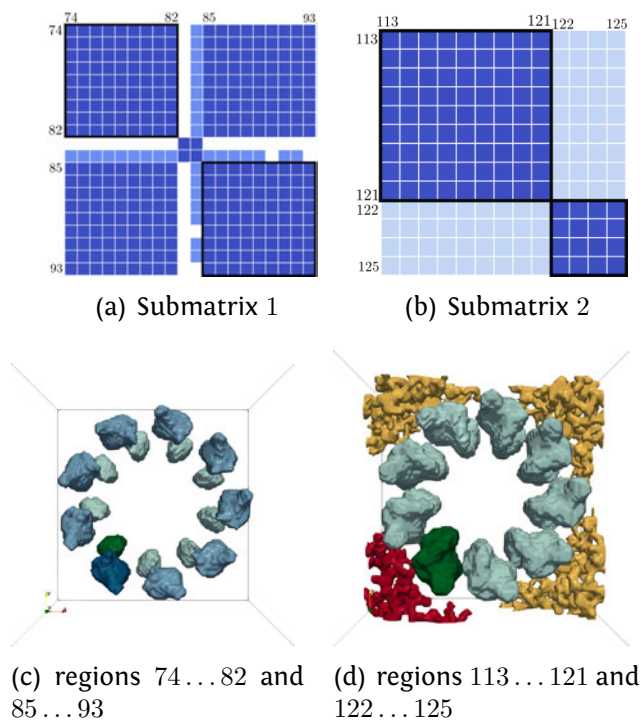 74 82 85 93
74
82
85
93
(a) Submatrix 1
113 121 122 125
113
121
122
125
(b) Submatrix 2
(c) regions 74 ... 82 and
85 ... 93
(d) regions 113 ... 121 and
122 ... 125